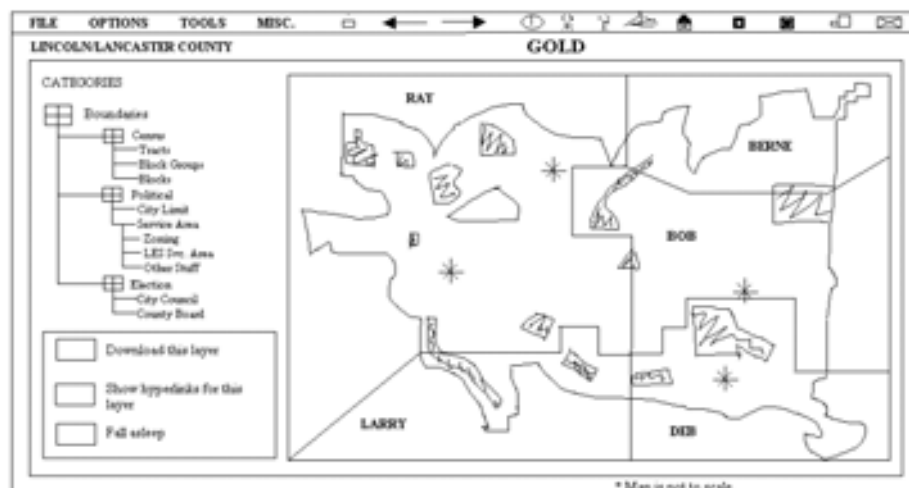 FILE OPTIONS TOOLS MISC.
LINCOLN/LANCASTER COUNTY
GOLD
CATEGORIES
Boundaries
Census
Tracts
Block Groups
Blocks
Political
City Limit
Service Area
Zoning
LES Svc. Area
Other Stuff
Election
City Council
County Board
Download this layer
Show hyperlinks for this
layer
Fall asleep
RAY
BERNE
BOB
LARRY
DEB
* Map is not to scale